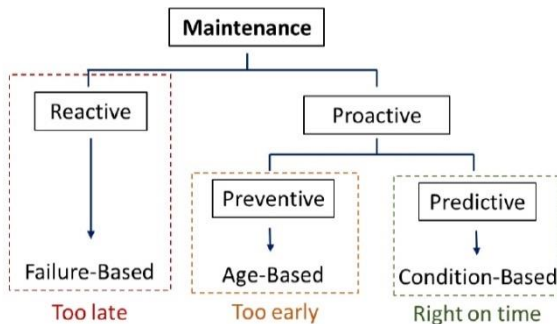 Maintenance
Reactive
Proactive
Preventive
Predictive
Failure-Based
Age-Based
Condition-Based
Too late
Too early
Right on time